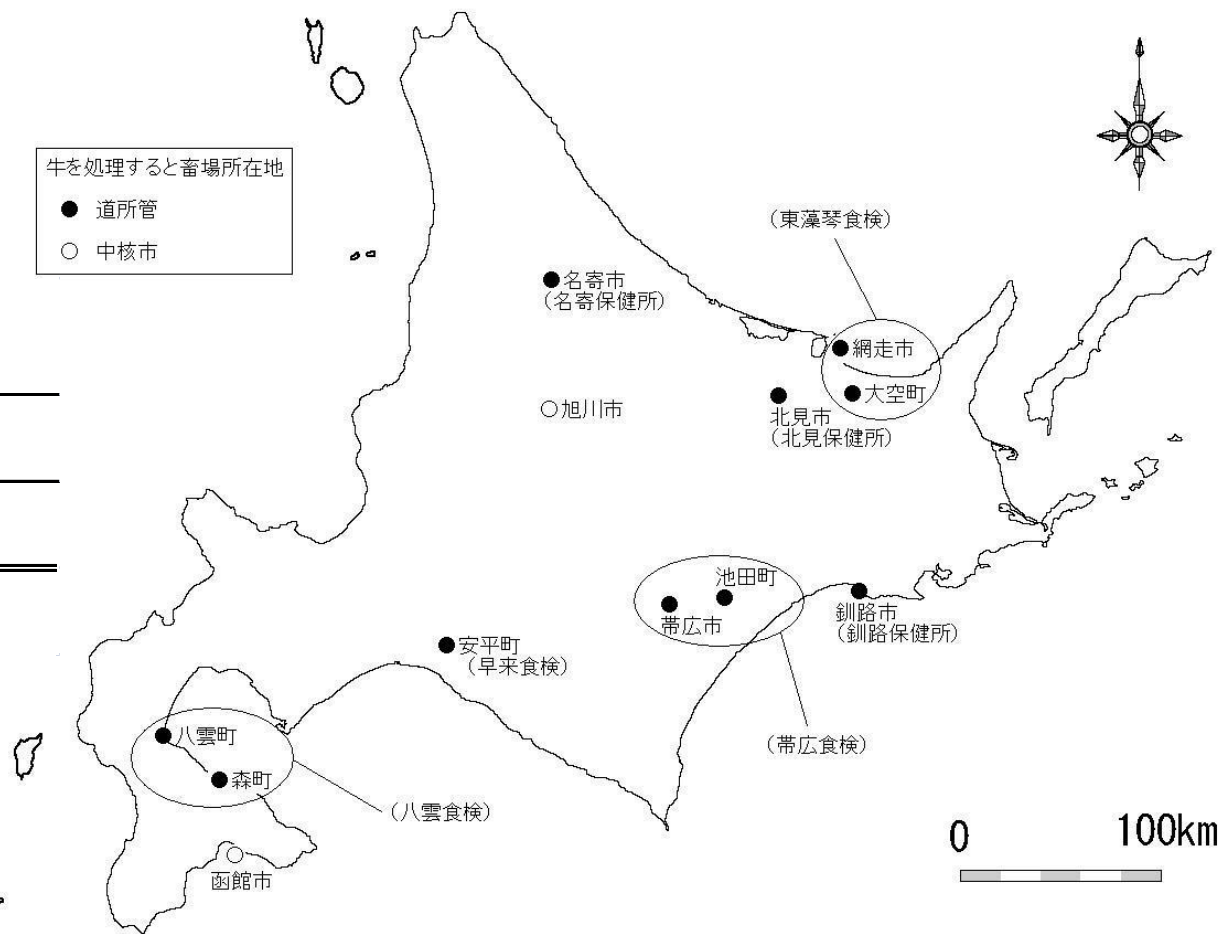 牛を処理すると畜場所在地
● 道所管
○ 中核市
(東藻琴食検)
名寄市
(名寄保健所)
網走市
大空町
北見市
(北見保健所)
旭川市
池田町
帯広市
釧路市
(釧路保健所)
安平町
(早来食検)
(帯広食検)
八雲町
森町
(八雲食検)
函館市
0 100km